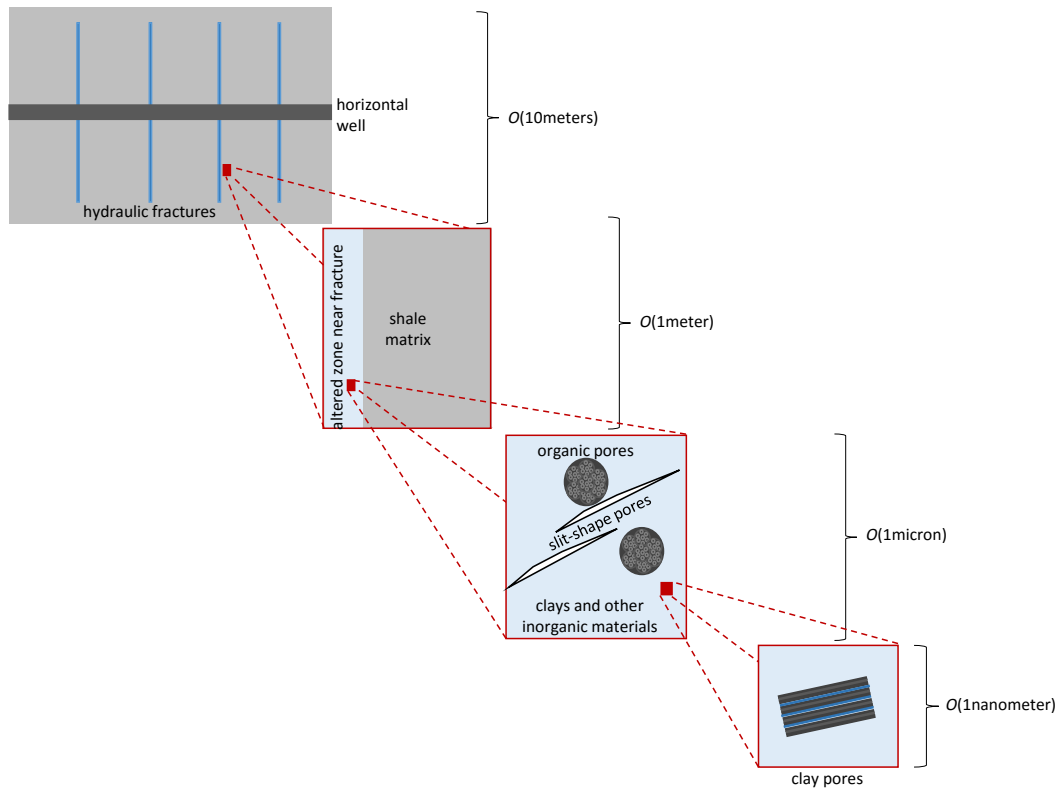 horizontal
well
O(10meters)
hydraulic fractures
altered zone near fracture
shale
matrix
O(1meter)
organic pores
slit-shape pores
O(1micron)
clays and other
inorganic materials
O(1nanometer)
clay pores